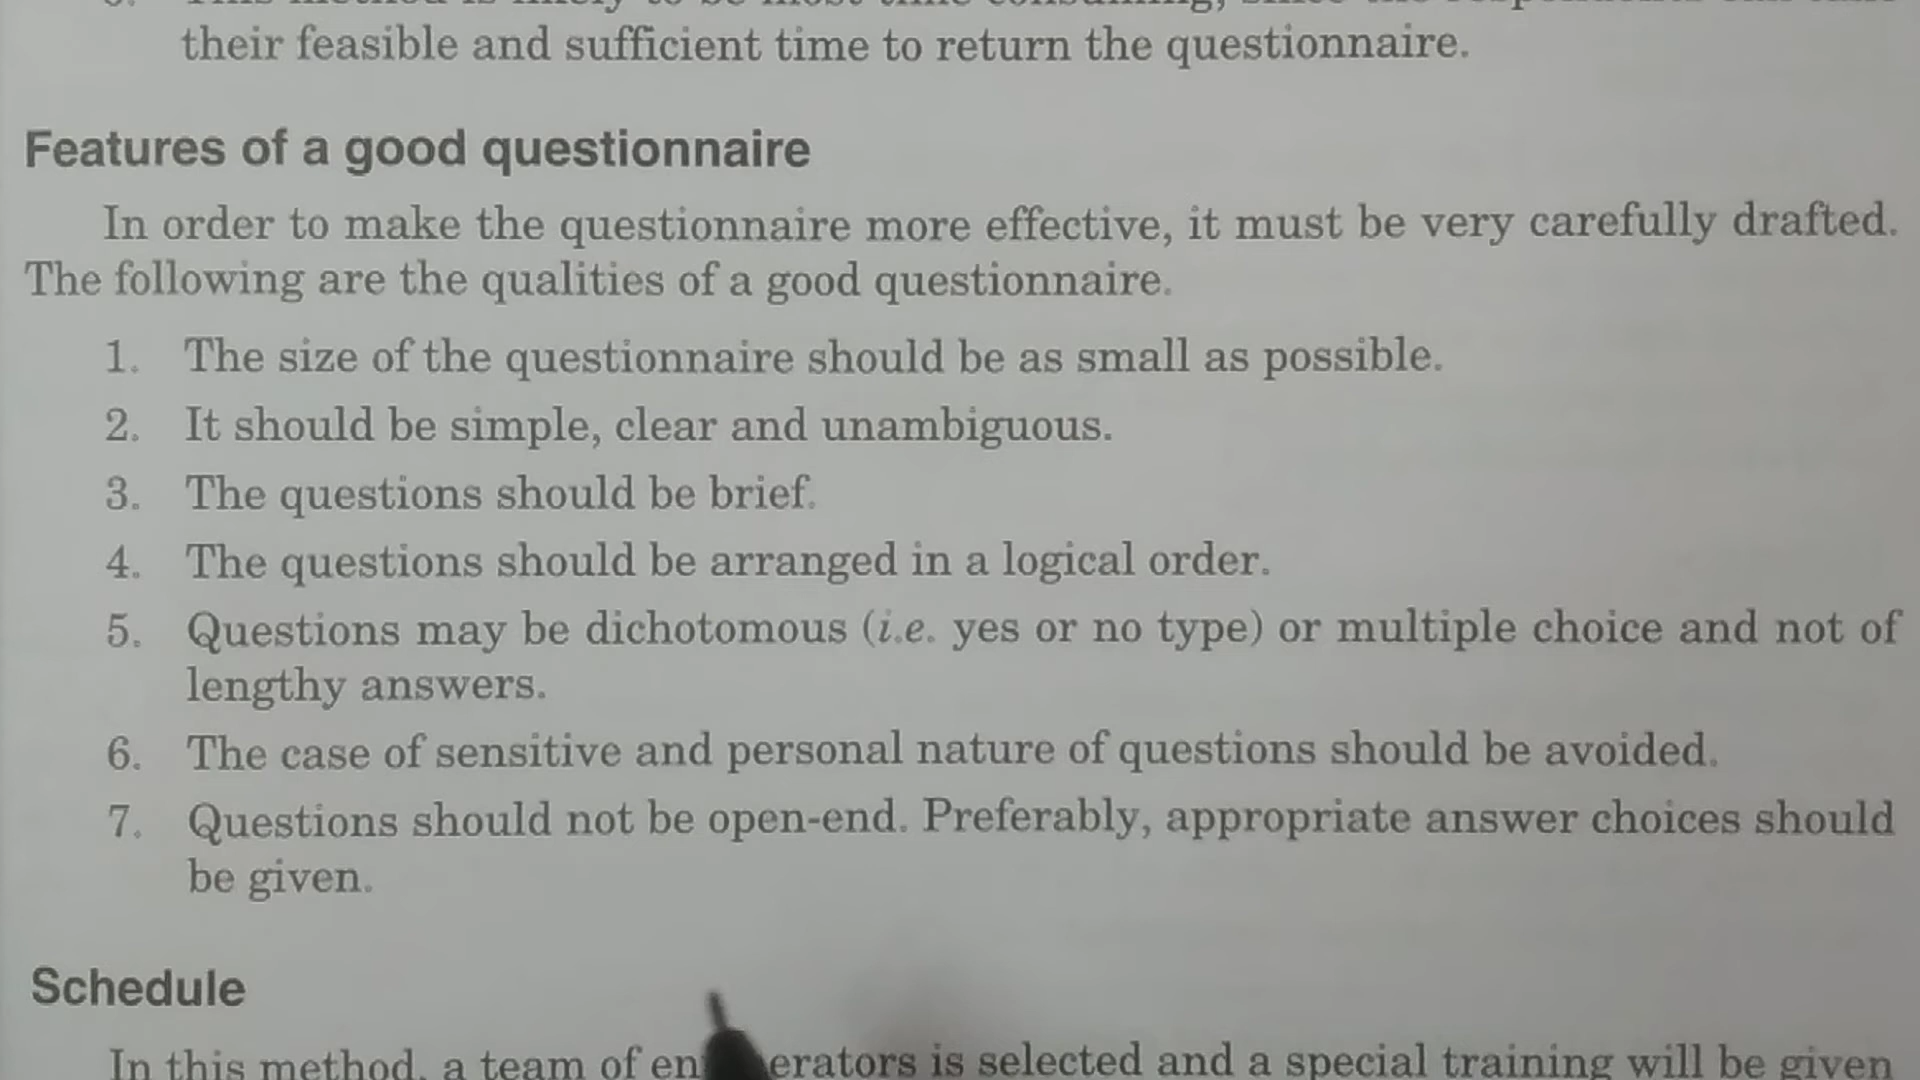 their feasible and sufficient time to return the questionnaire.
Features of a good questionnaire
In order to make the questionnaire more effective, it must be very carefully drafted.
The following are the qualities of a good questionnaire.
1. The size of the questionnaire should be as small as possible.
2. It should be simple, clear and unambiguous.
3. The questions should be brief.
4. The questions should be arranged in a logical order.
5. Questions may be dichotomous (i.e. yes or no type) or multiple choice and not of
lengthy answers.
6. The case of sensitive and personal nature of questions should be avoided.
7. Questions should not be open-end. Preferably, appropriate answer choices should
be given.
Schedule
In this method, a team of is selected and a special training will be given